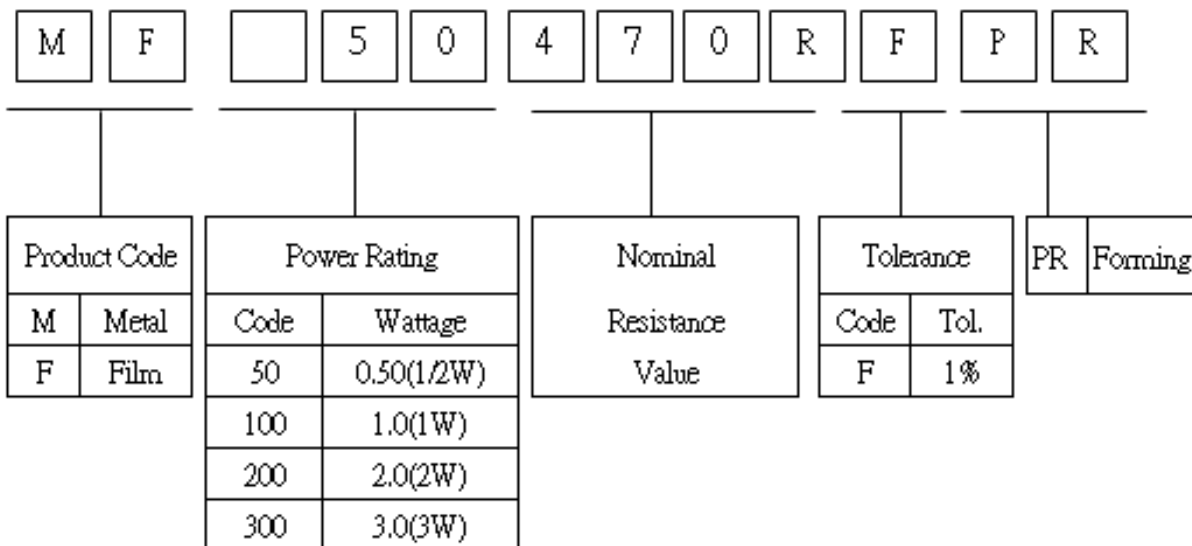 M F 5 0 4 7 0 R F P R
Product Code Power Rating Nominal Tolerance PR Forming
M Metal Code Wattage Resistance Code Tol.
F Film 50 0.50(1/2W) Value F 1%
100 1.0(1W)
200 2.0(2W)
300 3.0(3W)